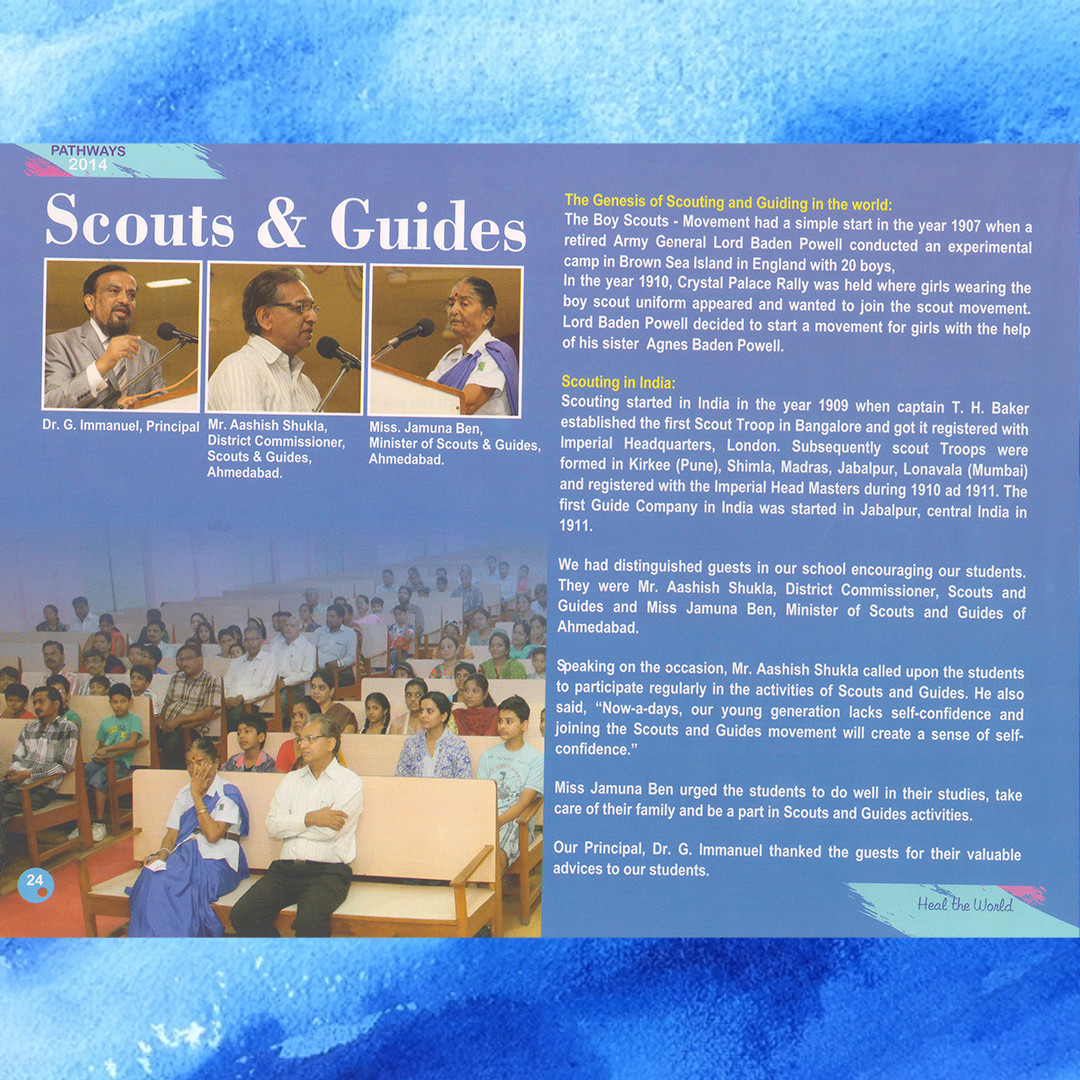 PATHWAYS
2014
Scouts & Guides
Dr. G. Immanuel, Principal
Mr. Aashish Shukla,
District Commissioner,
Scouts & Guides,
Ahmedabad.
Miss. Jamuna Ben,
Minister of Scouts & Guides,
Ahmedabad.
24
The Genesis of Scouting and Guiding in the world:
The Boy Scouts - Movement had a simple start in the year 1907 when a
retired Army General Lord Baden Powell conducted an experimental
camp in Brown Sea Island in England with 20 boys,
In the year 1910, Crystal Palace Rally was held where girls wearing the
boy scout uniform appeared and wanted to join the scout movement.
Lord Baden Powell decided to start a movement for girls with the help
of his sister Agnes Baden Powell.
Scouting in India:
Scouting started in India in the year 1909 when captain T. H. Baker
established the first Scout Troop in Bangalore and got it registered with
Imperial Headquarters, London. Subsequently scout Troops were
formed in Kirkee (Pune), Shimla, Madras, Jabalpur, Lonavala (Mumbai)
and registered with the Imperial Head Masters during 1910 ad 1911. The
first Guide Company in India was started in Jabalpur, central India in
1911.
We had distinguished guests in our school encouraging our students.
They were Mr. Aashish Shukla, District Commissioner, Scouts and
Guides and Miss Jamuna Ben, Minister of Scouts and Guides of
Ahmedabad.
Speaking on the occasion, Mr. Aashish Shukla called upon the students
to participate regularly in the activities of Scouts and Guides. He also
said, “Now-a-days, our young generation lacks self-confidence and
joining the Scouts and Guides movement will create a sense of self-
confidence.”
Miss Jamuna Ben urged the students to do well in their studies, take
care of their family and be a part in Scouts and Guides activities.
Our Principal, Dr. G. Immanuel thanked the guests for their valuable
advices to our students.
Heal the World